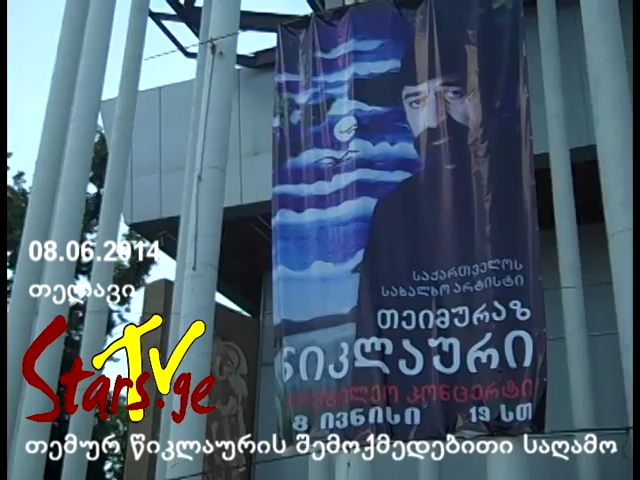 საქართველოს
სახალხო არტისტი
თეიმურაზ
წიკლაური
საიუბილეო კონცერტი
8 ივნისი 19 სთ
08.06.2014
თელავი
TV
Stars.ge
თემურ წიკლაურის შემოქმედებითი საღამო